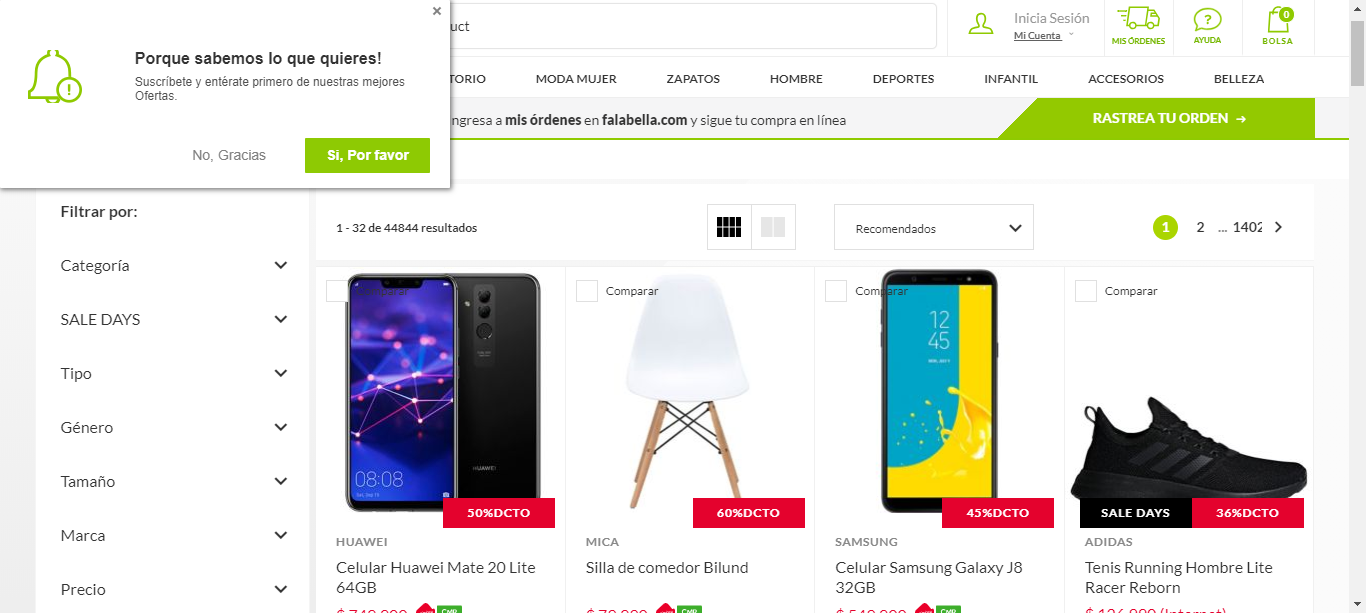 ×
Porque sabemos lo que quieres!
Suscríbete y entérate primero de nuestras mejores
Ofertas.
No, Gracias
Si, Por favor
uct
Inicia Sesión
Mi Cuenta
MIS ÓRDENES
?
AYUDA
0
BOLSA
TORIO
MODA MUJER
ZAPATOS
HOMBRE
DEPORTES
INFANTIL
ACCESORIOS
BELLEZA
ngresa a mis órdenes en falabella.com y sigue tu compra en línea
RASTREA TU ORDEN →
Filtrar por:
Categoría
SALE DAYS
Tipo
Género
Tamaño
Marca
Precio
1 - 32 de 44844 resultados
Recomendados
1 2 ... 1402
Comparar
Comparar
Comparar
08:08
HUAWEI
12
45
50%DCTO
60%DCTO
45%DCTO
SALE DAYS
36%DCTO
HUAWEI
Celular Huawei Mate 20 Lite
64GB
MICA
Silla de comedor Bilund
SAMSUNG
Celular Samsung Galaxy J8
32GB
ADIDAS
Tenis Running Hombre Lite
Racer Reborn